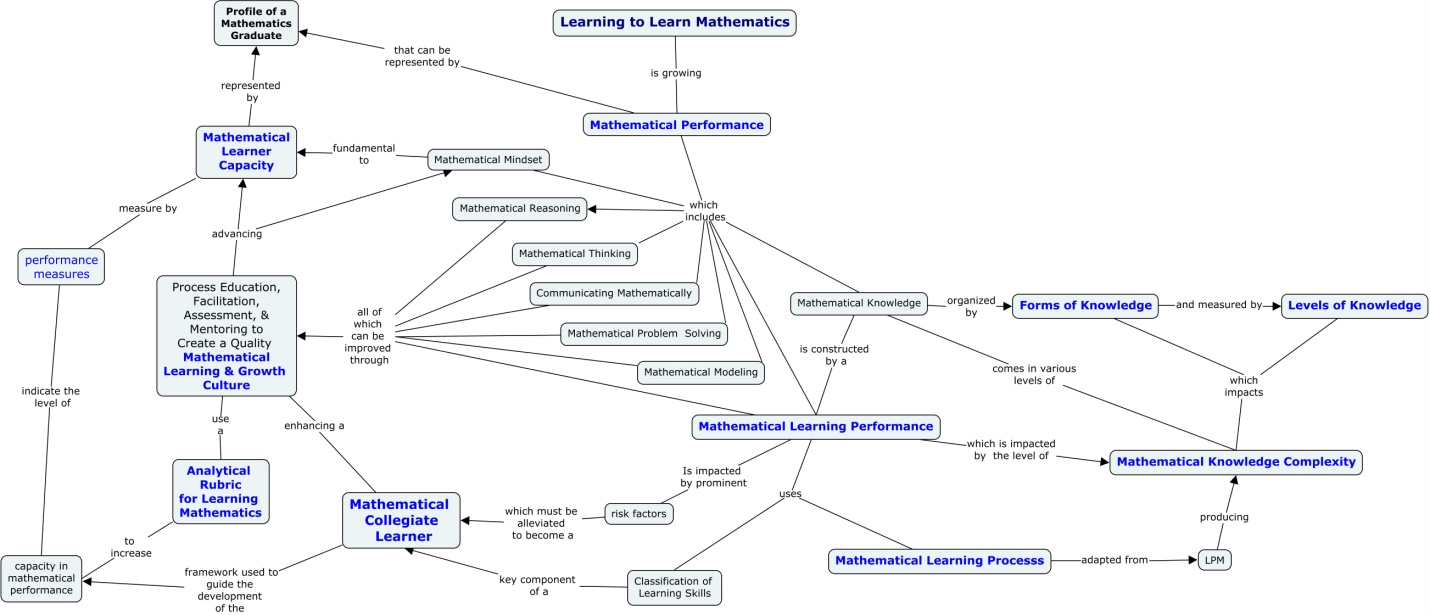 Profile of a
Mathematics
Graduate
Learning to Learn Mathematics
that can be
represented by
is growing
represented
by
Mathematical Performance
Mathematical
Learner
Capacity
fundamental
to
Mathematical Mindset
measure by
Mathematical Reasoning
which
includes
advancing
Mathematical Thinking
performance
measures
Process Education,
Facilitation,
Assessment, &
Mentoring to
Create a Quality
Mathematical
Learning & Growth
Culture
Communicating Mathematically
Mathematical Knowledge
organized
by
Forms of Knowledge
and measured by
Levels of Knowledge
all of
which
can be
improved
through
Mathematical Problem  Solving
is constructed
by a
Mathematical Modeling
comes in various
levels of
which
impacts
indicate the
level of
use
a
enhancing a
Mathematical Learning Performance
which is impacted
by  the level of
Mathematical Knowledge Complexity
Analytical
Rubric
for Learning
Mathematics
Is impacted
by prominent
uses
Mathematical
Collegiate
Learner
which must be
alleviated
to become a
risk factors
producing
to
increase
capacity in
mathematical
performance
framework used to
guide the
development
of the
key component
of a
Classification of
Learning Skills
Mathematical Learning Processs
adapted from
LPM